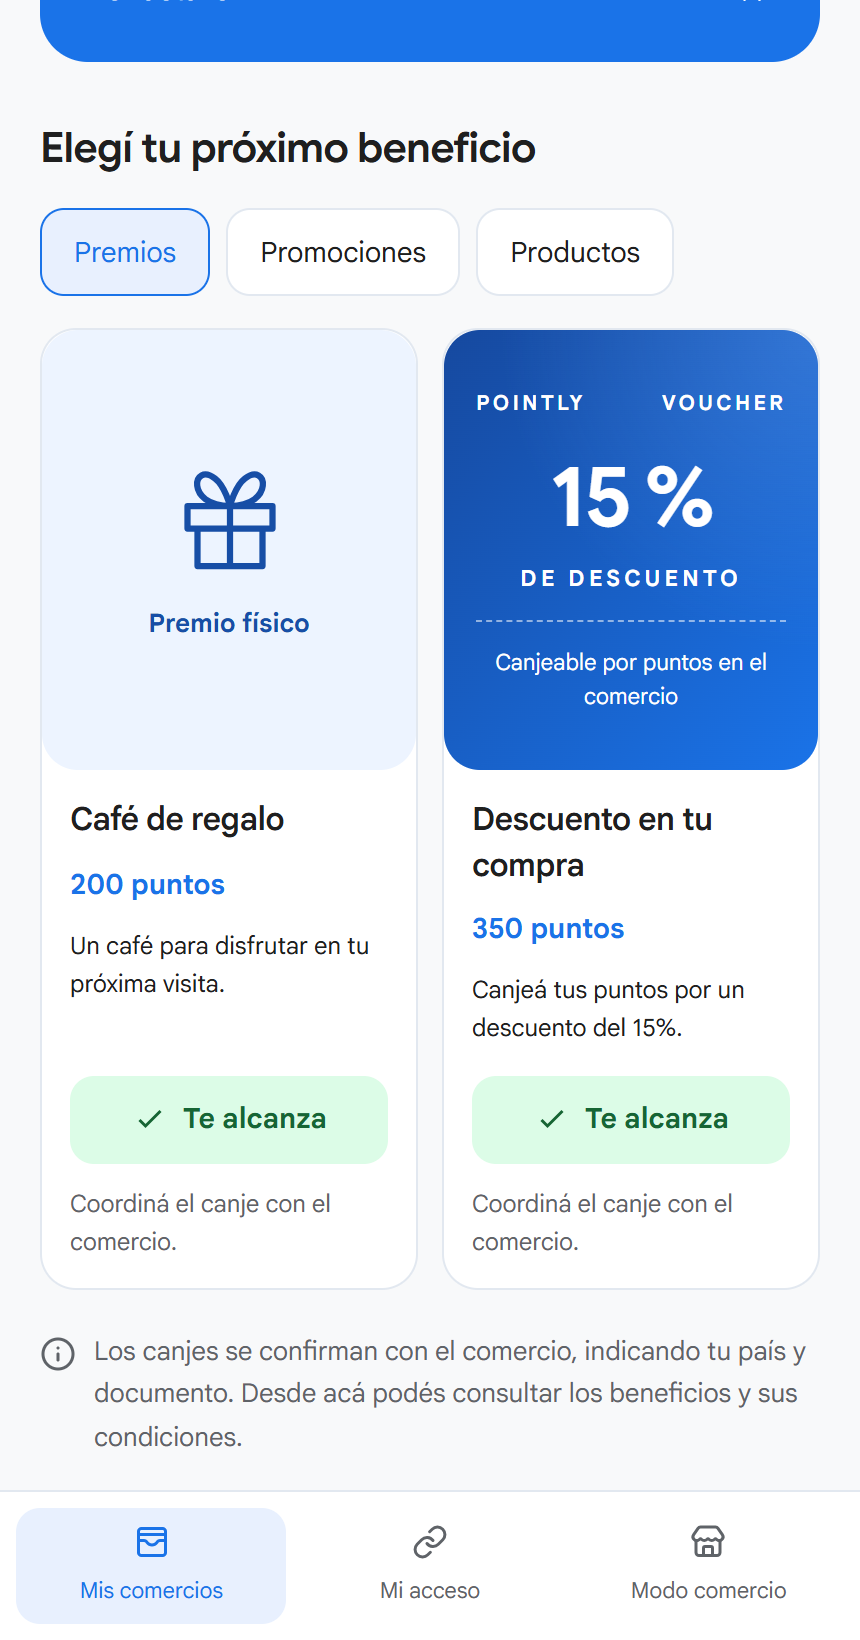 Elegí tu próximo beneficio
Premios
Promociones
Productos
Premio físico
Café de regalo
200 puntos
Un café para disfrutar en tu
próxima visita.
Te alcanza
Coordiná el canje con el
comercio.
POINTLY VOUCHER
15 %
DE DESCUENTO
Canjeable por puntos en el
comercio
Descuento en tu
compra
350 puntos
Canjeá tus puntos por un
descuento del 15%.
Te alcanza
Coordiná el canje con el
comercio.
Los canjes se confirman con el comercio, indicando tu país y
documento. Desde acá podés consultar los beneficios y sus
condiciones.
Mis comercios
Mi acceso
Modo comercio